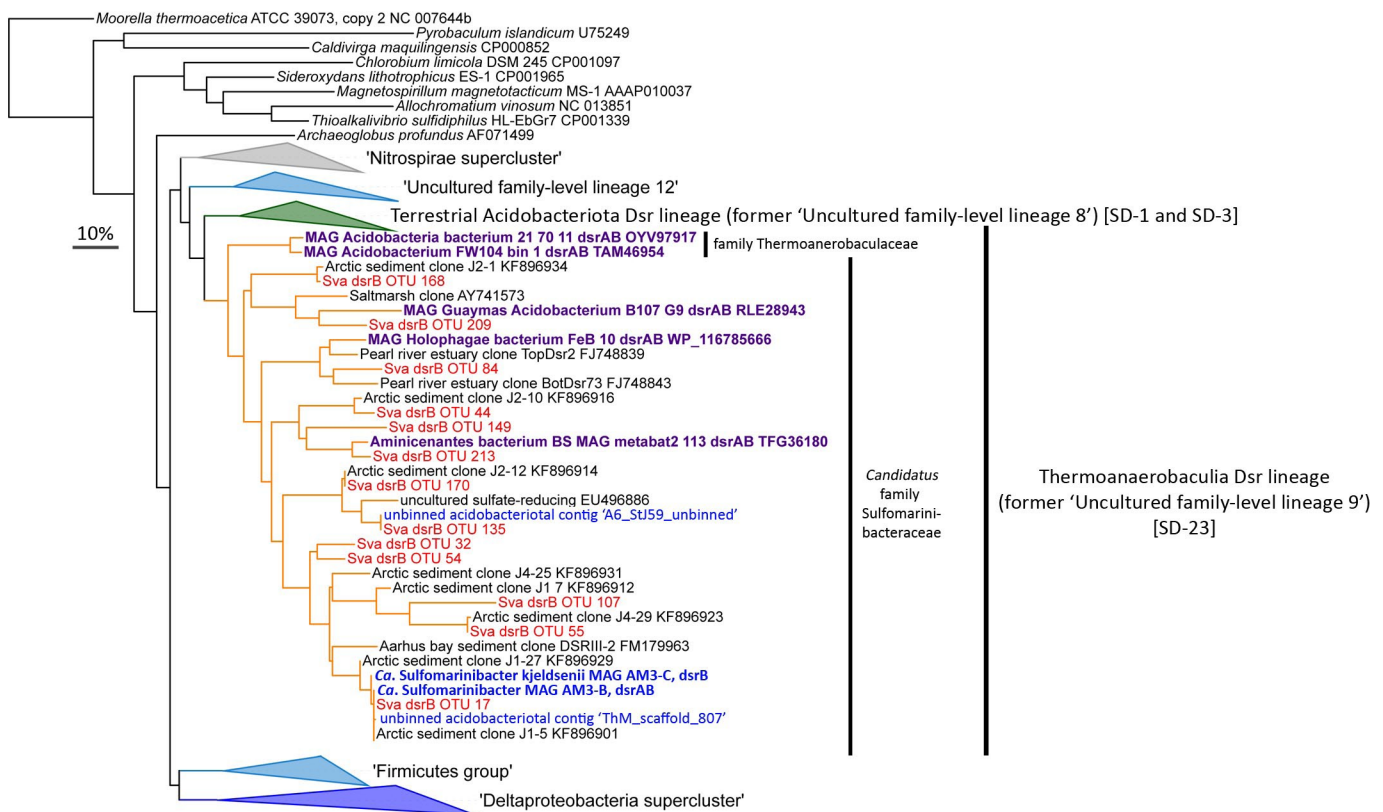 Moorella thermoacetica ATCC 39073, copy 2 NC 007644b
Pyrobaculum islandicum U75249
Caldivirga maquilingensis CP000852
Chlorobium limicola DSM 245 CP001097
Sideroxydans lithotrophicus ES-1 CP001965
Magnetospirillum magnetotacticum MS-1 AAAP010037
Allochromatium vinosum NC 013851
Thioalkalivibrio sulfidiphilus HL-EbGr7 CP001339
Archaeoglobus profundus AF071499
'Nitrospirae supercluster'
'Uncultured family-level lineage 12'
Terrestrial Acidobacteriota Dsr lineage (former ‘Uncultured family-level lineage 8’) [SD-1 and SD-3]
10%
MAG Acidobacteria bacterium 21 70 11 dsrAB OYV97917
MAG Acidobacterium FW104 bin 1 dsrAB TAM46954
family Thermoanerobaculaceae
Arctic sediment clone J2-1 KF896934
Sva dsrB OTU 168
Saltmarsh clone AY741573
MAG Guaymas Acidobacterium B107 G9 dsrAB RLE28943
Sva dsrB OTU 209
MAG Holophagae bacterium FeB 10 dsrAB WP_116785666
Pearl river estuary clone TopDsr2 FJ748839
Sva dsrB OTU 84
Pearl river estuary clone BotDsr73 FJ748843
Arctic sediment clone J2-10 KF896916
Sva dsrB OTU 44
Sva dsrB OTU 149
Aminicenantes bacterium BS MAG metabat2 113 dsrAB TFG36180
Sva dsrB OTU 213
Arctic sediment clone J2-12 KF896914
Sva dsrB OTU 170
uncultured sulfate-reducing EU496886
unbinned acidobacteriotal contig ‘A6_StJ59_unbinned’
Sva dsrB OTU 135
Sva dsrB OTU 32
Sva dsrB OTU 54
Arctic sediment clone J4-25 KF896931
Arctic sediment clone J1 7 KF896912
Sva dsrB OTU 107
Arctic sediment clone J4-29 KF896923
Sva dsrB OTU 55
Aarhus bay sediment clone DSRIII-2 FM179963
Arctic sediment clone J1-27 KF896929
Ca. Sulfomarinibacter kjeldsenii MAG AM3-C, dsrB
Ca. Sulfomarinibacter MAG AM3-B, dsrAB
Sva dsrB OTU 17
unbinned acidobacteriotal contig ‘ThM_scaffold_807’
Arctic sediment clone J1-5 KF896901
Candidatus
family
Sulfomarini-
bacteraceae
Thermoanaerobaculia Dsr lineage
(former ‘Uncultured family-level lineage 9’)
[SD-23]
'Firmicutes group'
'Deltaproteobacteria supercluster'